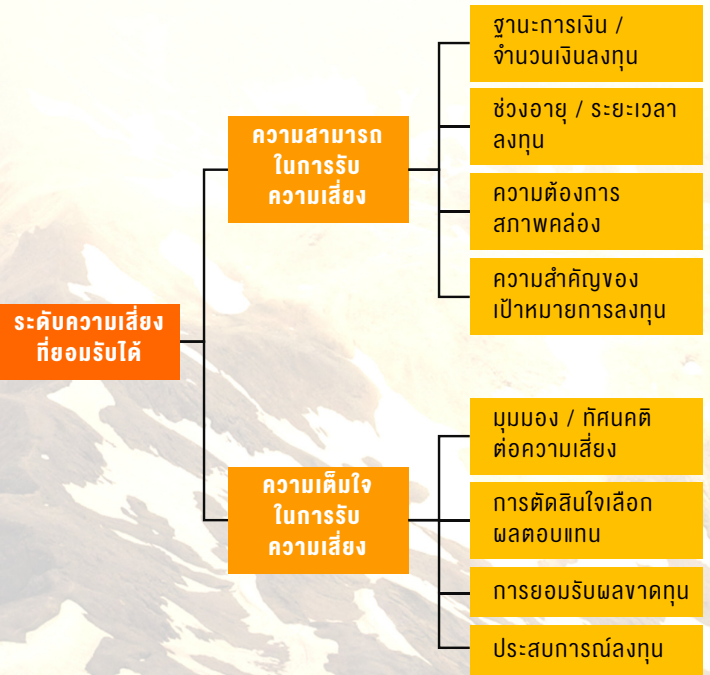 ระดับความเสี่ยง
ที่ยอมรับได้
ความสามารถ
ในการรับ
ความเสี่ยง
ฐานะการเงิน /
จำนวนเงินลงทุน
ช่วงอายุ / ระยะเวลา
ลงทุน
ความต้องการ
สภาพคล่อง
ความสำคัญของ
เป้าหมายการลงทุน
ความเต็มใจ
ในการรับ
ความเสี่ยง
มุมมอง / ทัศนคติ
ต่อความเสี่ยง
การตัดสินใจเลือก
ผลตอบแทน
การยอมรับผลขาดทุน
ประสบการณ์ลงทุน